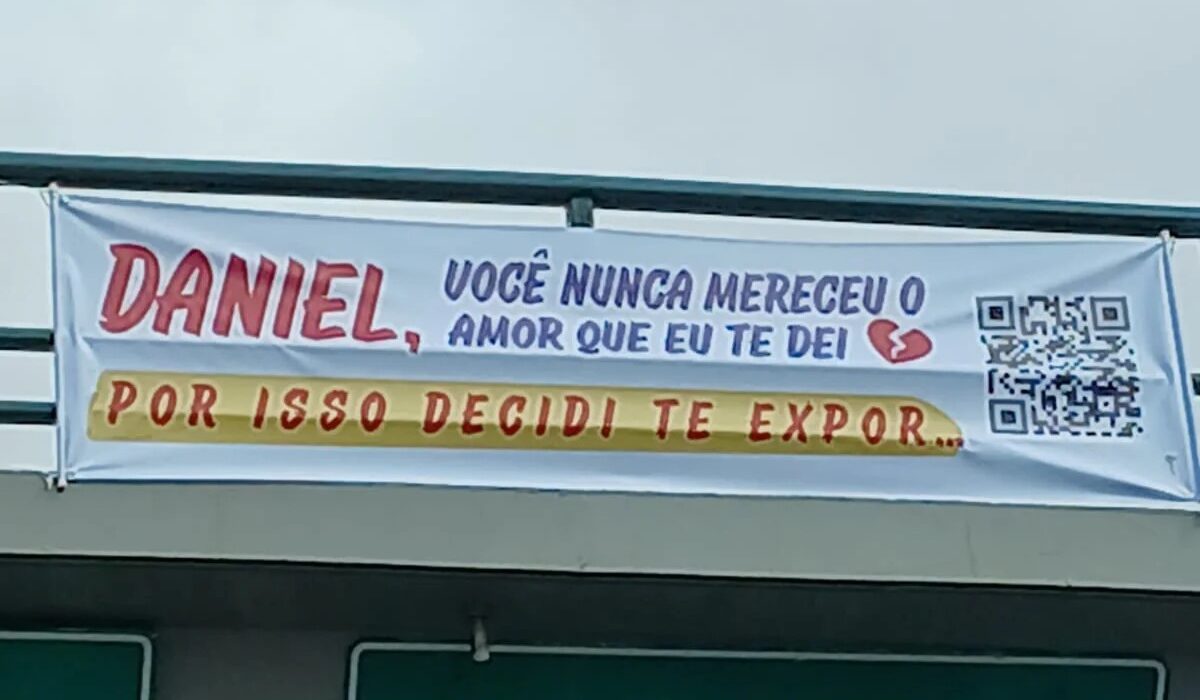 DANIEL,
VOCÊ NUNCA MERECEU O
AMOR QUE EU TE DEI
POR ISSO DECIDI TE EXPOR...